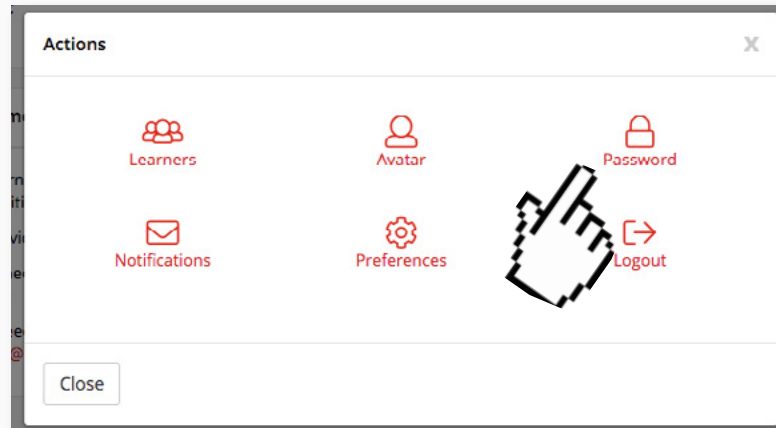 Actions X
Learners Avatar Password
Notifications Preferences Logout
Close